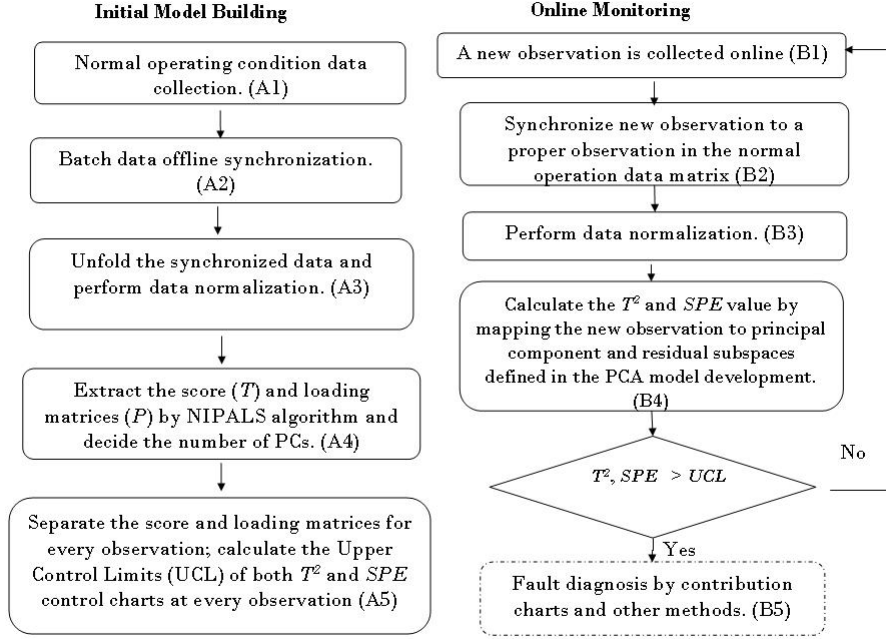 Initial Model Building
Normal operating condition data
collection. (A1)
Batch data offline synchronization.
(A2)
Unfold the synchronized data and
perform data normalization. (A3)
Extract the score (T) and loading
matrices (P) by NIPALS algorithm and
decide the number of PCs. (A4)
Separate the score and loading matrices for
every observation; calculate the Upper
Control Limits (UCL) of both T² and SPE
control charts at every observation (A5)
Online Monitoring
A new observation is collected online (B1)
Synchronize new observation to a
proper observation in the normal
operation data matrix (B2)
Perform data normalization. (B3)
Calculate the T² and SPE value by
mapping the new observation to principal
component and residual subspaces
defined in the PCA model development.
(B4)
T², SPE > UCL
No
Yes
Fault diagnosis by contribution
charts and other methods. (B5)